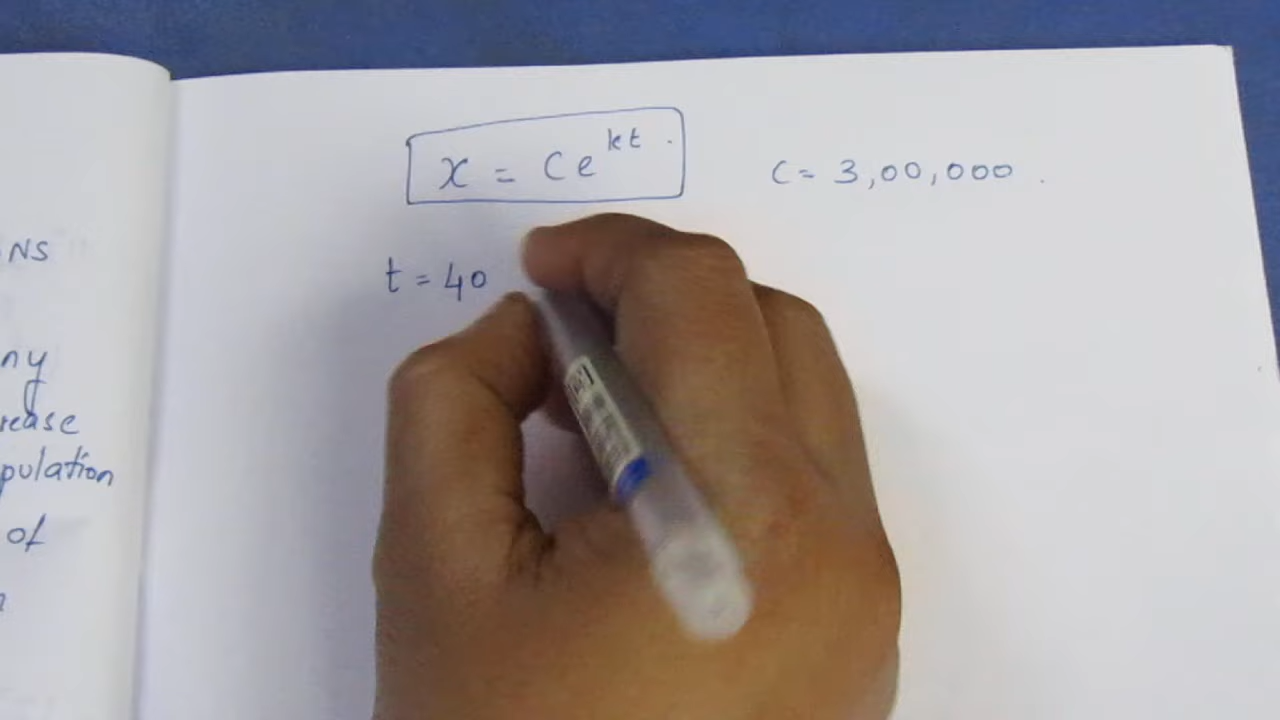 NS
ny
rease
pulation
of
x = Ce^kt.
C = 3,00,000.
t = 40